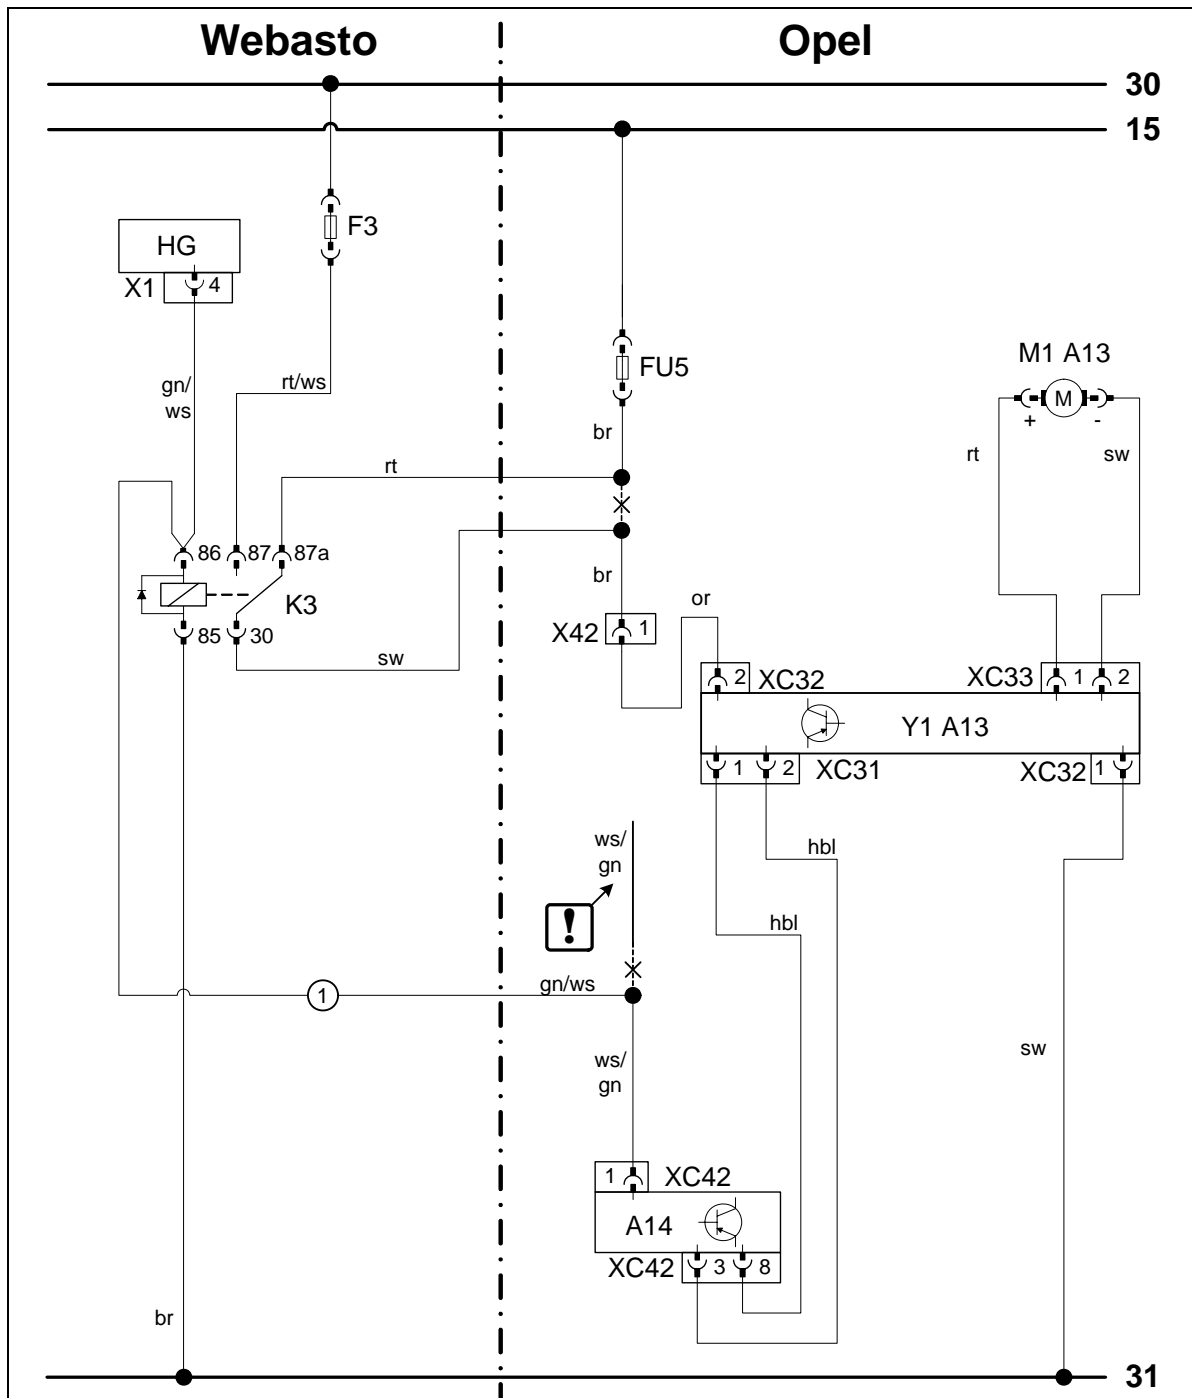 Webasto
Opel
30
15
F3
HG
X1
4
FU5
M1 A13
M
+
-
gn/
ws
rt/ws
br
rt
rt
sw
86
87
87a
K3
85
30
br
X42
1
or
sw
2
XC32
XC33
1
2
Y1 A13
1
2
XC31
XC32
1
ws/
gn
hbl
!
hbl
gn/ws
1
ws/
gn
sw
1
XC42
A14
XC42
3
8
br
31